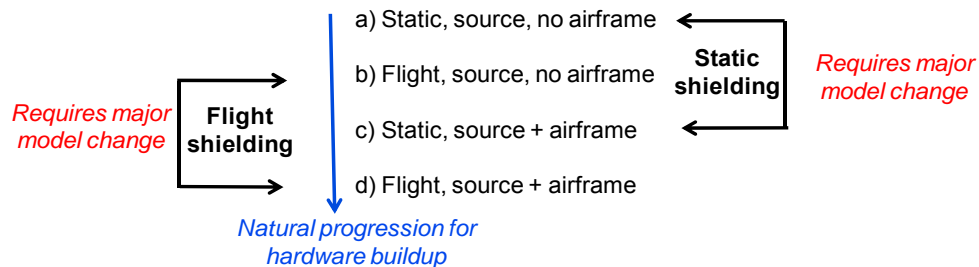 a) Static, source, no airframe
b) Flight, source, no airframe
c) Static, source + airframe
d) Flight, source + airframe
Requires major
model change
Flight
shielding
Static
shielding
Requires major
model change
Natural progression for
hardware buildup